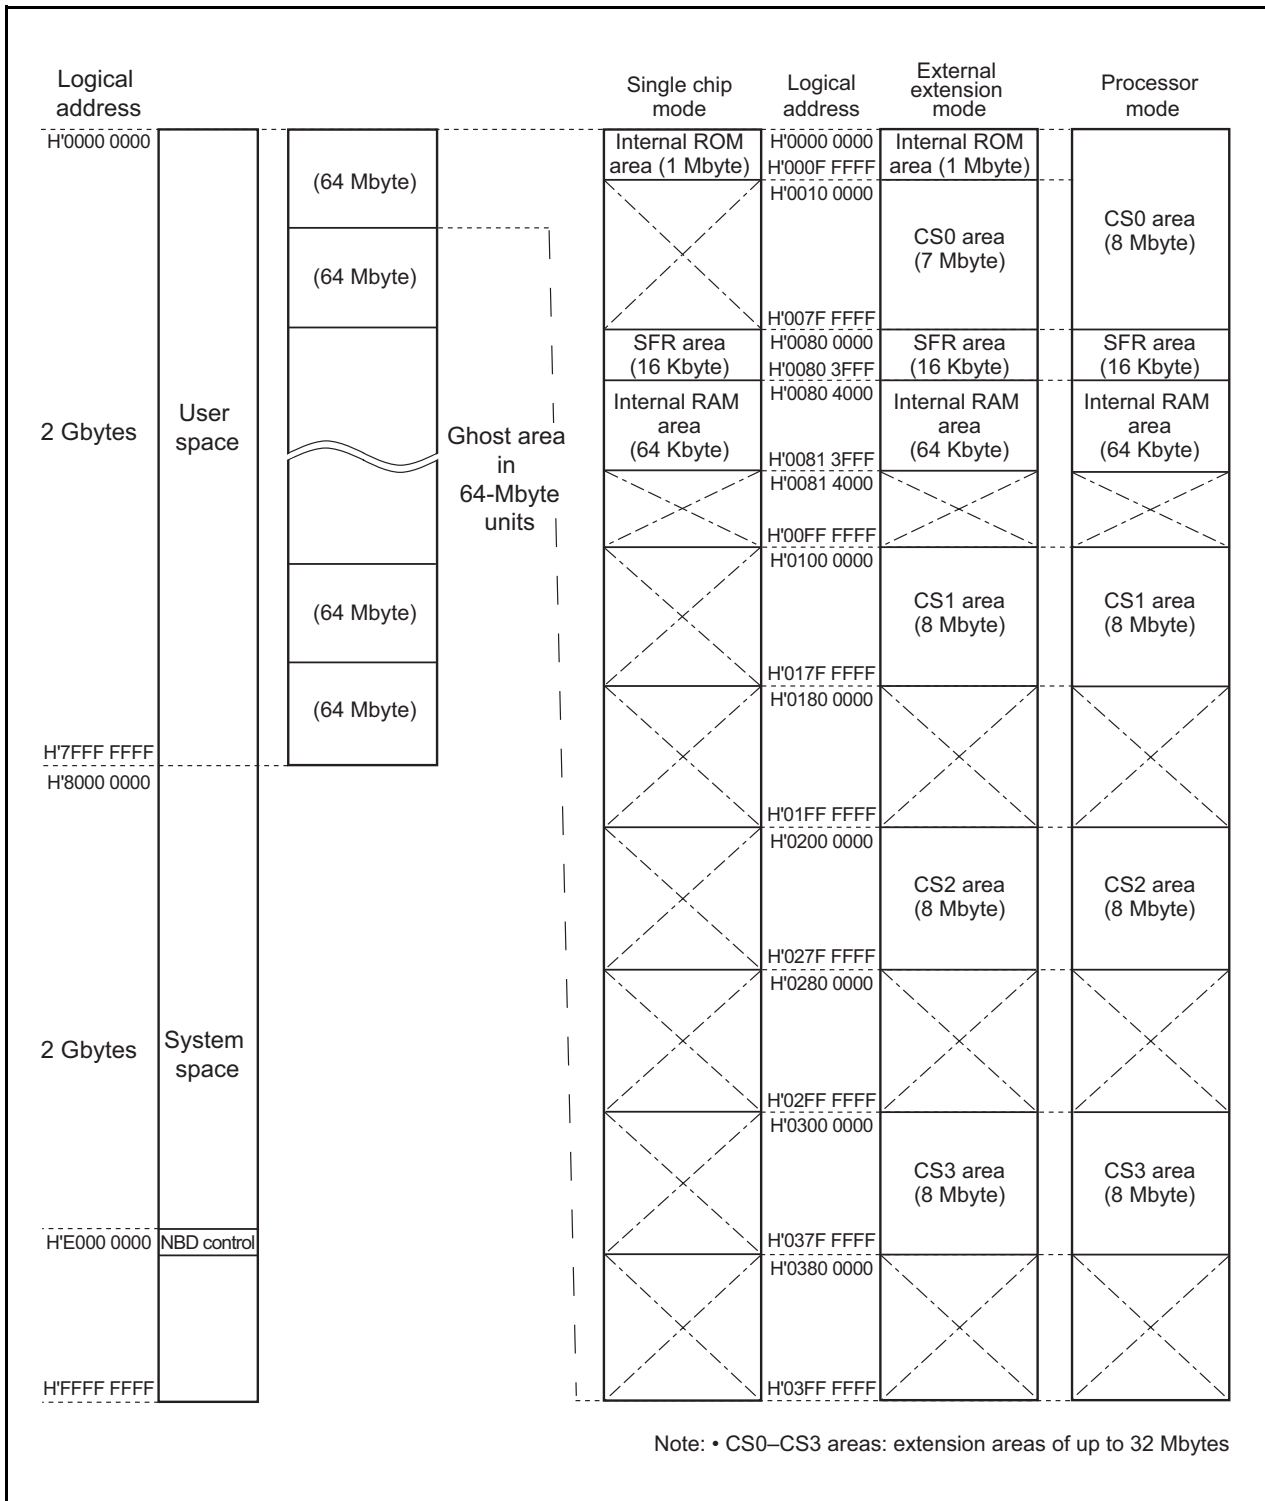 Logical
address
H'0000 0000
2 Gbytes
H'7FFF FFFF
H'8000 0000
2 Gbytes
H'E000 0000
H'FFFF FFFF
User
space
System
space
NBD control
(64 Mbyte)
(64 Mbyte)
(64 Mbyte)
(64 Mbyte)
Ghost area
in
64-Mbyte
units
Single chip
mode
Internal ROM
area (1 Mbyte)
SFR area
(16 Kbyte)
Internal RAM
area
(64 Kbyte)
Logical
address
H'0000 0000
H'000F FFFF
H'0010 0000
H'007F FFFF
H'0080 0000
H'0080 3FFF
H'0080 4000
H'0081 3FFF
H'0081 4000
H'00FF FFFF
H'0100 0000
H'017F FFFF
H'0180 0000
H'01FF FFFF
H'0200 0000
H'027F FFFF
H'0280 0000
H'02FF FFFF
H'0300 0000
H'037F FFFF
H'0380 0000
H'03FF FFFF
External
extension
mode
Internal ROM
area (1 Mbyte)
CS0 area
(7 Mbyte)
SFR area
(16 Kbyte)
Internal RAM
area
(64 Kbyte)
CS1 area
(8 Mbyte)
CS2 area
(8 Mbyte)
CS3 area
(8 Mbyte)
Processor
mode
CS0 area
(8 Mbyte)
SFR area
(16 Kbyte)
Internal RAM
area
(64 Kbyte)
CS1 area
(8 Mbyte)
CS2 area
(8 Mbyte)
CS3 area
(8 Mbyte)
Note: • CS0–CS3 areas: extension areas of up to 32 Mbytes